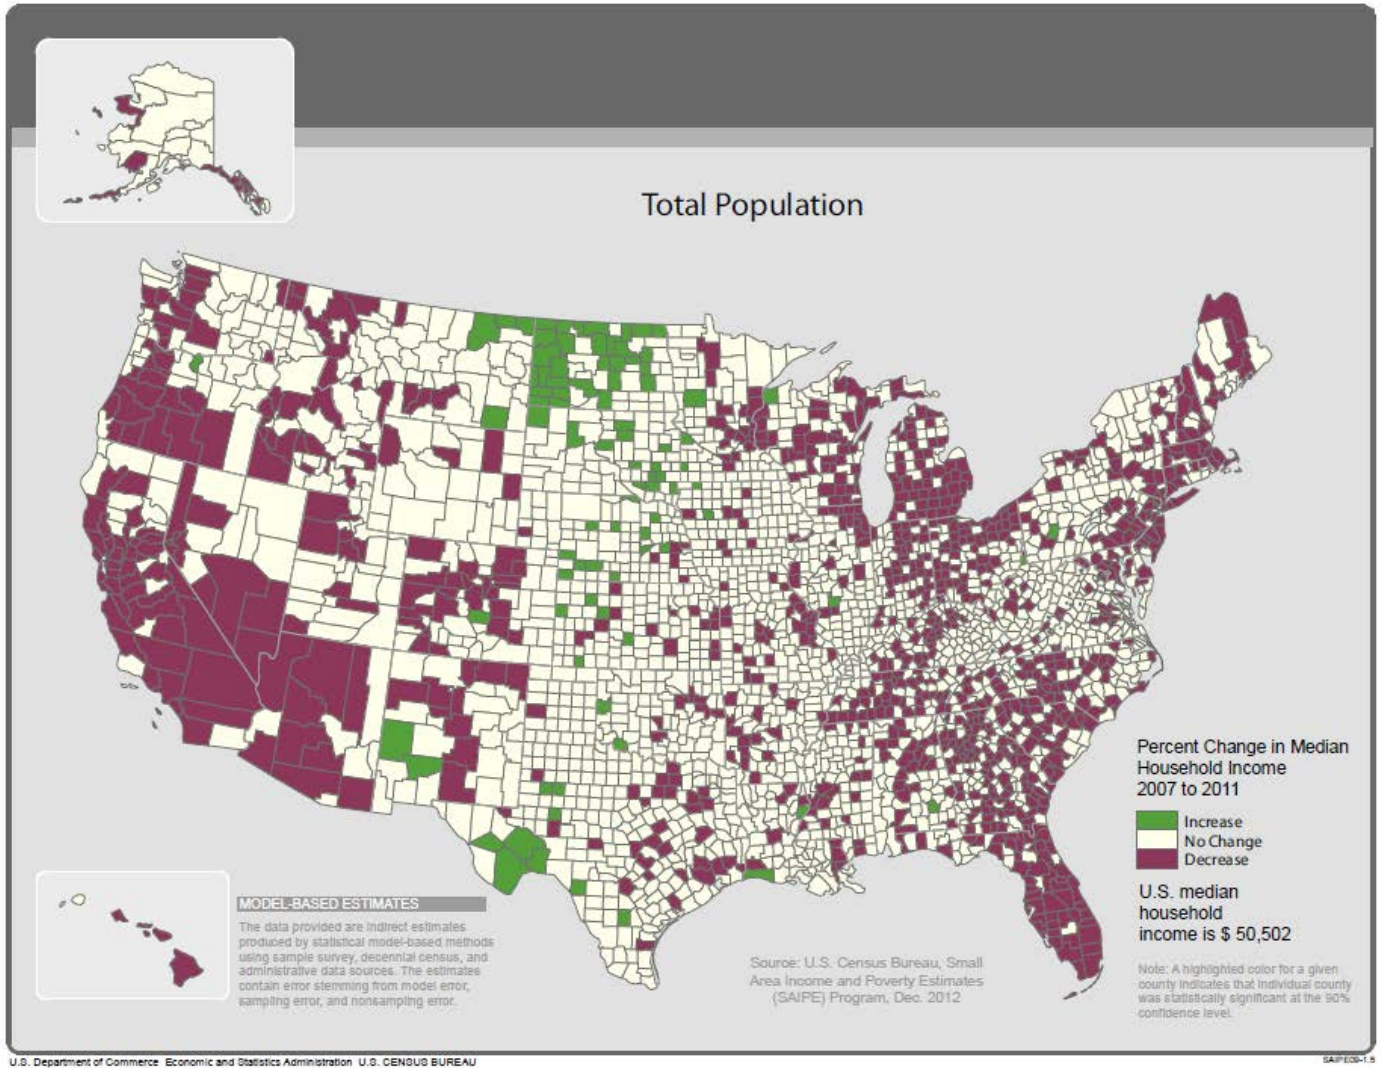 Total Population
Percent Change in Median
Household Income
2007 to 2011
Increase
No Change
Decrease
U.S. median
household
income is $ 50,502
MODEL-BASED ESTIMATES
The data provided are indirect estimates
produced by statistical model-based methods
using sample survey, decennial census, and
administrative data sources. The estimates
contain error stemming from model error,
sampling error, and nonsampling error.
Source: U.S. Census Bureau, Small
Area Income and Poverty Estimates
(SAIPE) Program, Dec. 2012
Note: A highlighted color for a given
county indicates that individual county
was statistically significant at the 90%
confidence level.
U.S. Department of Commerce Economic and Statistics Administration U.S. CENSUS BUREAU
SAIPE09-1.5